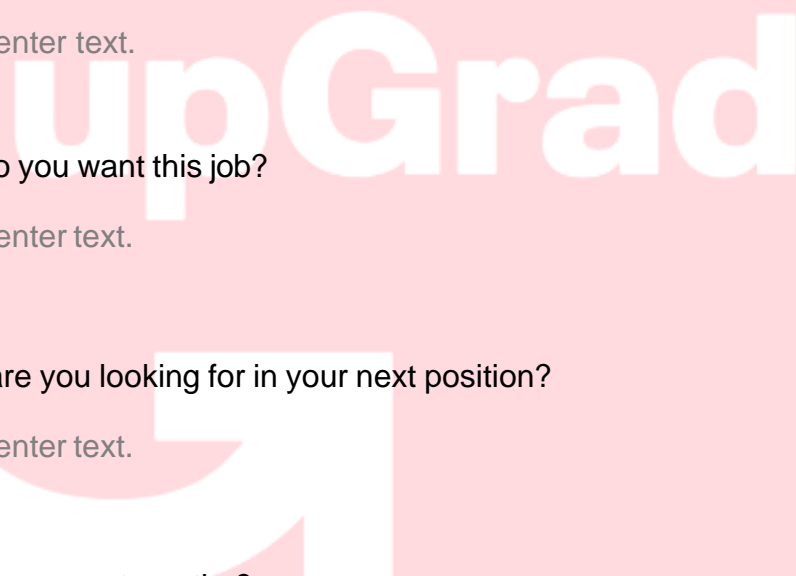 enter text.
upGrad
o you want this job?
enter text.
are you looking for in your next position?
enter text.